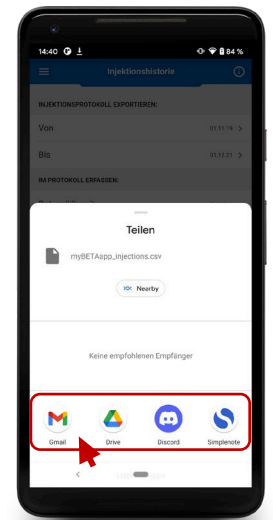 14:40
84 %
Injektionshistorie
INJEKTIONSPROTOKOLL EXPORTIEREN:
Von 01.11.19 >
Bis 01.12.21 >
IM PROTOKOLL ERFASSEN:
Teilen
myBETAapp_injections.csv
Nearby
Keine empfohlenen Empfänger
Gmail Drive Discord Simplenote